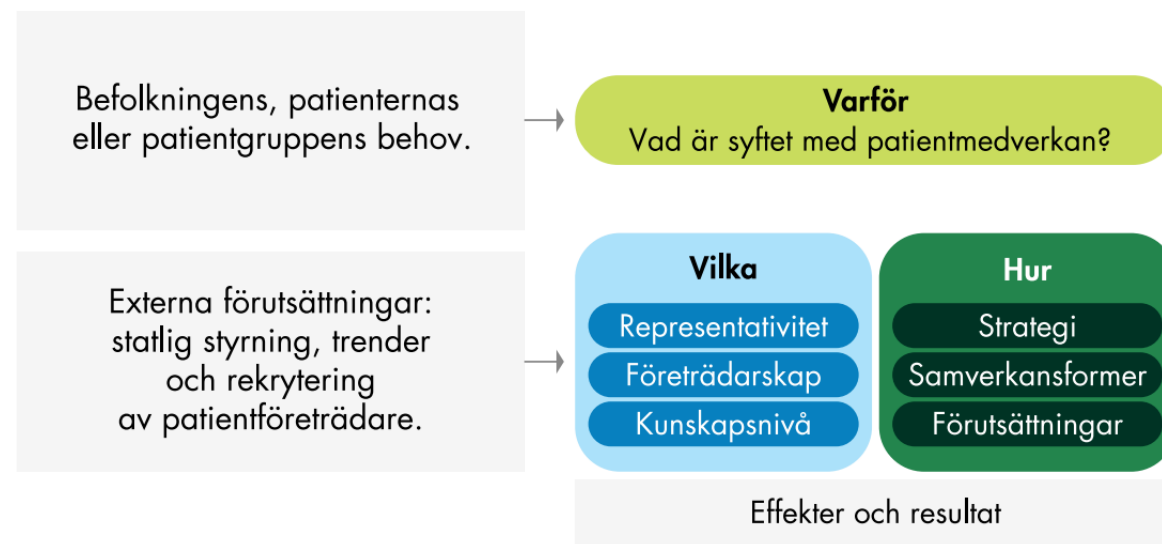 Befolkningens, patienternas
eller patientgruppens behov.
Varför
Vad är syftet med patientmedverkan?
Externa förutsättningar:
statlig styrning, trender
och rekrytering
av patientföreträdare.
Vilka
Representativitet
Företrädarskap
Kunskapsnivå
Hur
Strategi
Samverkansformer
Förutsättningar
Effekter och resultat